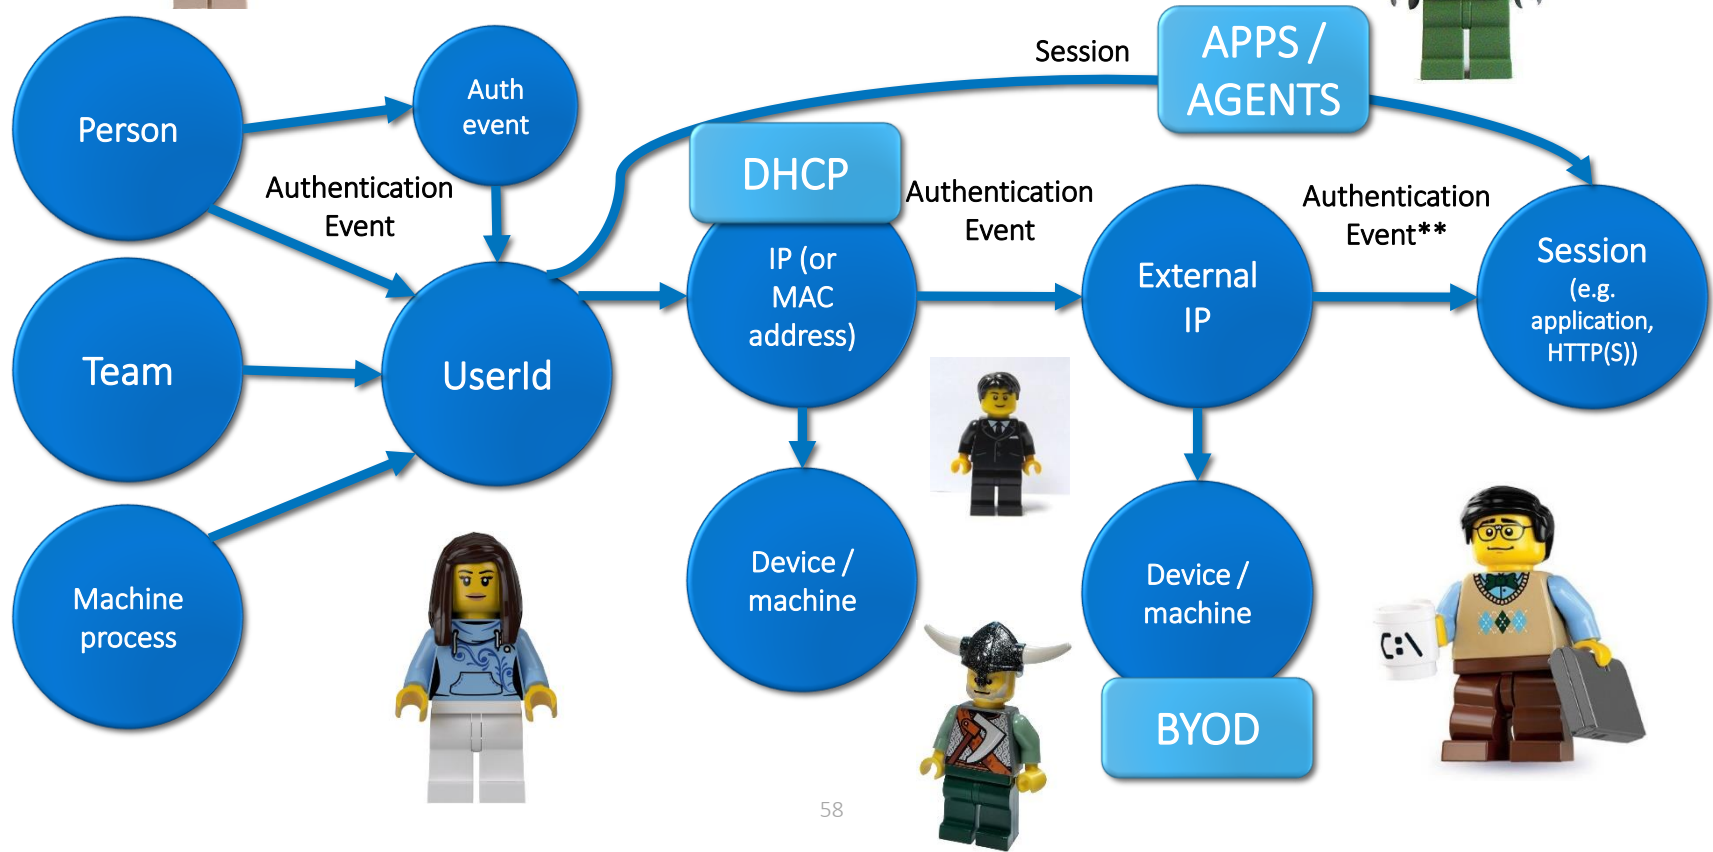 Person
Auth
event
Authentication
Event
Team
UserId
Machine
process
Session
APPS /
AGENTS
DHCP
IP (or
MAC
address)
Authentication
Event
External
IP
Authentication
Event**
Session
(e.g.
application,
HTTP(S))
Device /
machine
Device /
machine
BYOD
C:\
58